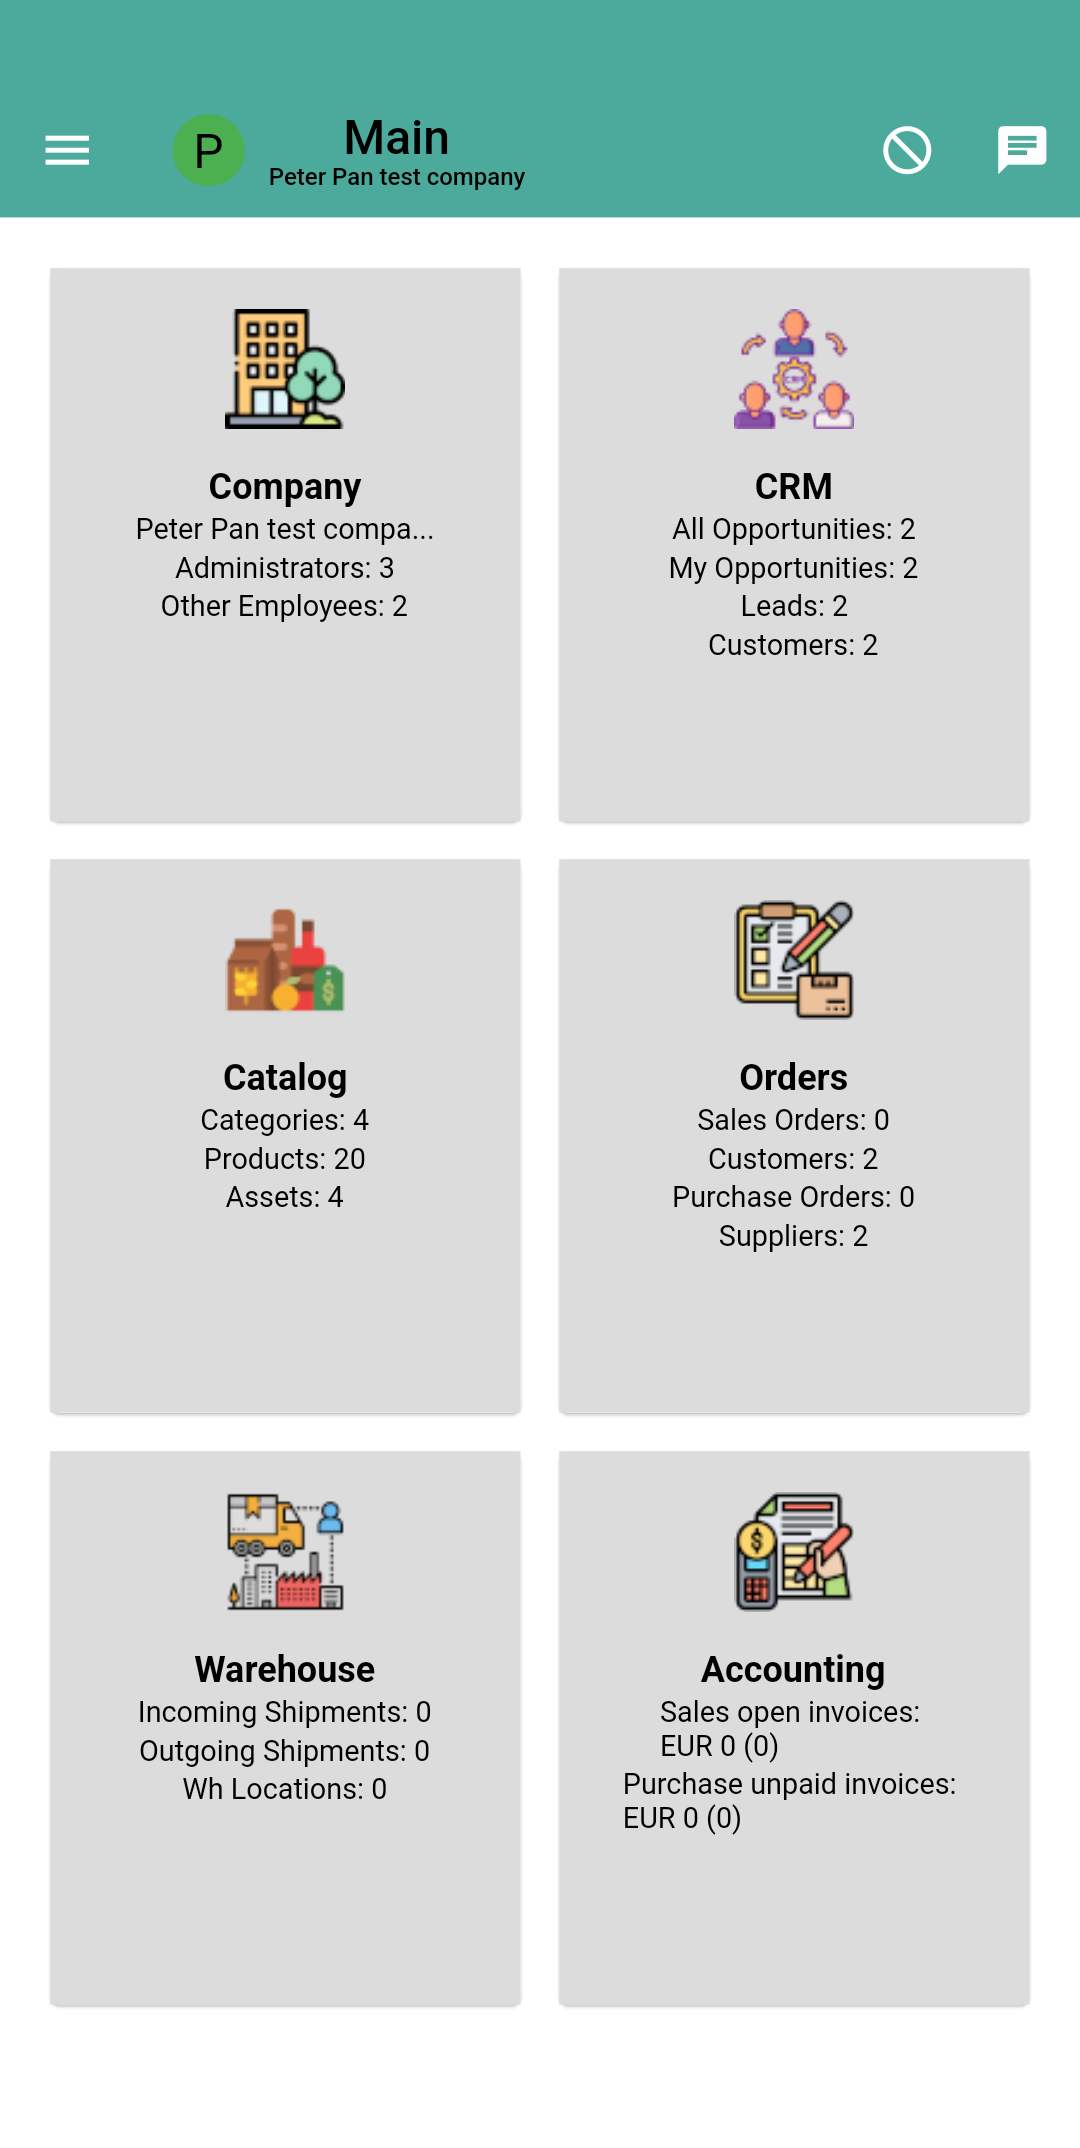 P
Main
Peter Pan test company
Company
Peter Pan test compa...
Administrators: 3
Other Employees: 2
CRM
CRM
All Opportunities: 2
My Opportunities: 2
Leads: 2
Customers: 2
Catalog
Categories: 4
Products: 20
Assets: 4
Orders
Sales Orders: 0
Customers: 2
Purchase Orders: 0
Suppliers: 2
Warehouse
Incoming Shipments: 0
Outgoing Shipments: 0
Wh Locations: 0
Accounting
Sales open invoices:
EUR 0 (0)
Purchase unpaid invoices:
EUR 0 (0)